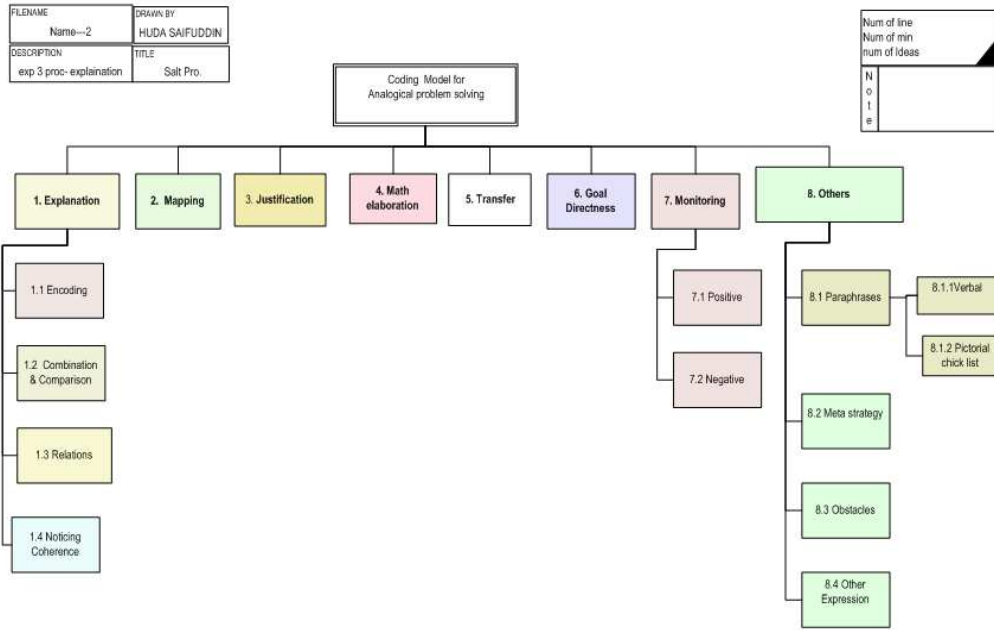 FILENAME
Name---2
DRAWN BY
HUDA SAIFUDDIN
DESCRIPTION
exp 3 proc- explaination
TITLE
Salt Pro.
Num of line
Num of min
num of Ideas
N
o
t
e
Coding Model for
Analogical problem solving
1. Explanation
2. Mapping
3. Justification
4. Math
elaboration
5. Transfer
6. Goal
Directness
7. Monitoring
8. Others
1.1 Encoding
1.2 Combination
& Comparison
1.3 Relations
1.4 Noticing
Coherence
7.1 Positive
7.2 Negative
8.1 Paraphrases
8.1.1Verbal
8.1.2 Pictorial
chick list
8.2 Meta strategy
8.3 Obstacles
8.4 Other
Expression